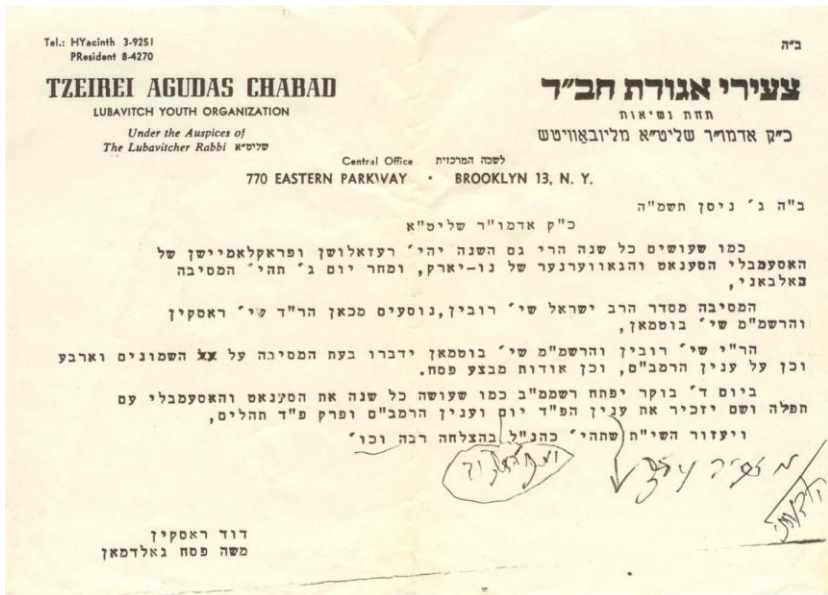 Tel.: HYacinth 3-9251
PResident 8-4270
ב"ה
TZEIREI AGUDAS CHABAD
LUBAVITCH YOUTH ORGANIZATION
Under the Auspices of
The Lubavitcher Rabbi שליט"א
צעירי אגודת חב"ד
תחת נשיאות
כ"ק אדמו"ר שליט"א מליובאוויטש
Central Office לשכה המרכזית
770 EASTERN PARKWAY · BROOKLYN 13, N. Y.
ב"ה ג' ניסן תשמ"ה
כ"ק אדמו"ר שליט"א
כמו שעושים כל שנה הרי גם השנה יהי' רעזאלושן ופראקלאמיישן של
האסעמבלי הסענאט והגאווערנער של נו-יארק, ומחר יום ג' תהי' המסיבה
באלבאני,
המסיבה מסדר הרב ישראל שי' רובין, נוסעים מכאן הר"ד שי' ראסקין
והרשמ"מ שי' בוטמאן,
הר"י שי' רובין והרשמ"מ שי' בוטמאן ידברו בעת המסיבה על השמונים וארבע
וכן על ענין הרמב"ם, וכן אודות מבצע פסח.
ביום ד' בוקר יפתח רשממ"ב כמו שעושה כל שנה את הסענאט והאסעמבלי עם
תפלה ושם יזכיר את ענין הפ"ד יום וענין הרמב"ם ופרק פ"ד תהלים,
ויעזור השי"ת שתהי' כהנ"ל בהצלחה רבה וכו'
דוד ראסקין
משה פסח גאלדמאן